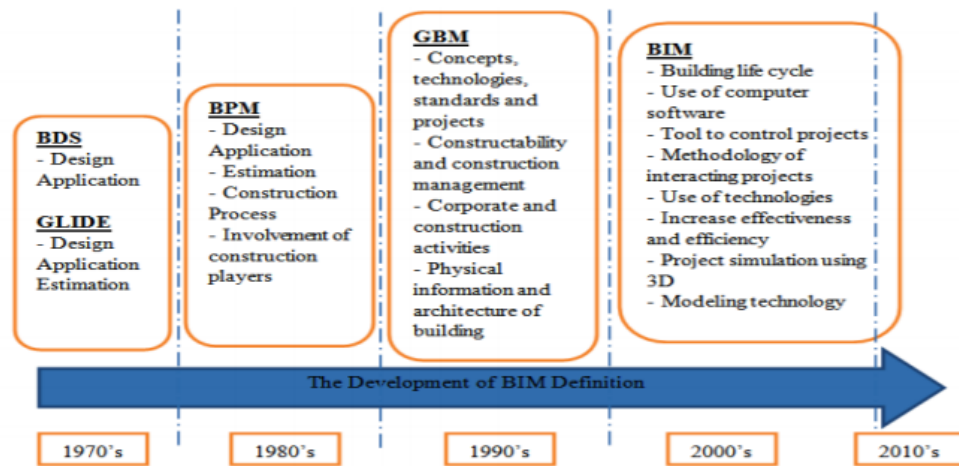 BDS
- Design
Application
GLIDE
- Design
Application
Estimation
BPM
- Design
Application
- Estimation
- Construction
Process
- Involvement of
construction
players
GBM
- Concepts,
technologies,
standards and
projects
- Constructability
and construction
management
- Corporate and
construction
activities
- Physical
information and
architecture of
building
BIM
- Building life cycle
- Use of computer
software
- Tool to control projects
- Methodology of
interacting projects
- Use of technologies
- Increase effectiveness
and efficiency
- Project simulation using
3D
- Modeling technology
The Development of BIM Definition
1970's
1980's
1990's
2000's
2010's